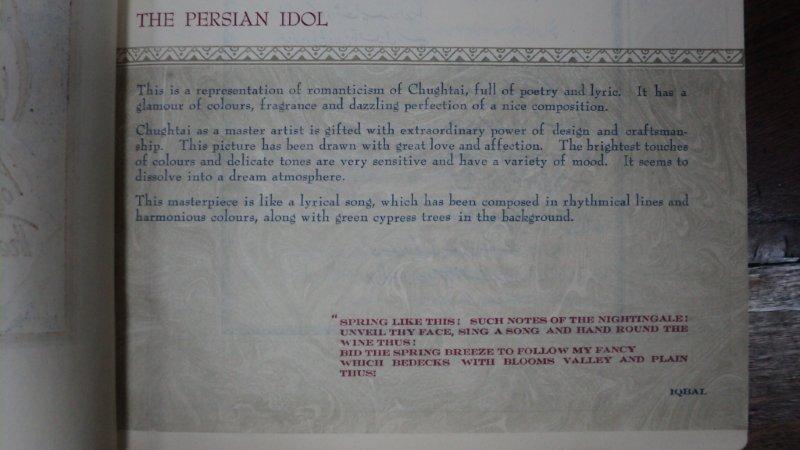 THE PERSIAN IDOL
This is a representation of romanticism of Chughtai, full of poetry and lyric. It has a
glamour of colours, fragrance and dazzling perfection of a nice composition.
Chughtai as a master artist is gifted with extraordinary power of design and craftsman-
ship. This picture has been drawn with great love and affection. The brightest touches
of colours and delicate tones are very sensitive and have a variety of mood. It seems to
dissolve into a dream atmosphere.
This masterpiece is like a lyrical song, which has been composed in rhythmical lines and
harmonious colours, along with green cypress trees in the background.
"SPRING LIKE THIS! SUCH NOTES OF THE NIGHTINGALE!
UNVEIL THY FACE, SING A SONG AND HAND ROUND THE
WINE THUS!
BID THE SPRING BREEZE TO FOLLOW MY FANCY
WHICH BEDECKS WITH BLOOMS VALLEY AND PLAIN
THUS!
IQBAL